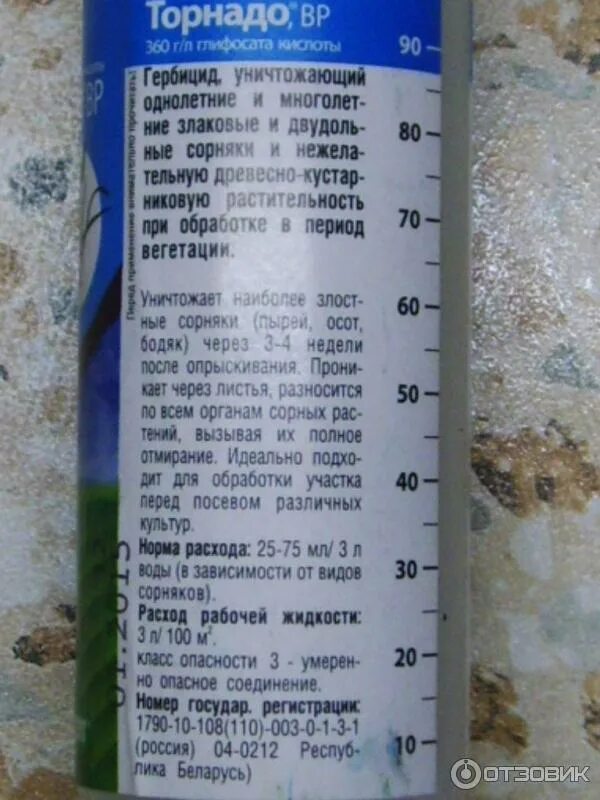 Торнадо, ВР
360 г/л глифосата кислоты
Гербицид, уничтожающий
однолетние и многолет-
ние злаковые и двудоль-
ные сорняки и нежела-
тельную древесно-кустар-
никовую растительность
при обработке в период
вегетации.
Уничтожает наиболее злост-
ные сорняки (пырей, осот,
бодяк) через 3-4 недели
после опрыскивания. Прони-
кает через листья, разносится
по всем органам сорных рас-
тений, вызывая их полное
отмирание. Идеально подхо-
дит для обработки участка
перед посевом различных
культур.
Норма расхода: 25-75 мл/ 3 л
воды (в зависимости от видов
сорняков).
Расход рабочей жидкости:
3 л/ 100 м².
класс опасности 3 - умерен-
но опасное соединение.
Номер государ. регистрации:
1790-10-108(110)-003-0-1-3-1
(россия) 04-0212 Республ-
лика Беларусь)
Перед применением внимательно прочитать!
ВР
01.2015
90
80
70
60
50
40
30
20
10
ОТЗОВИК